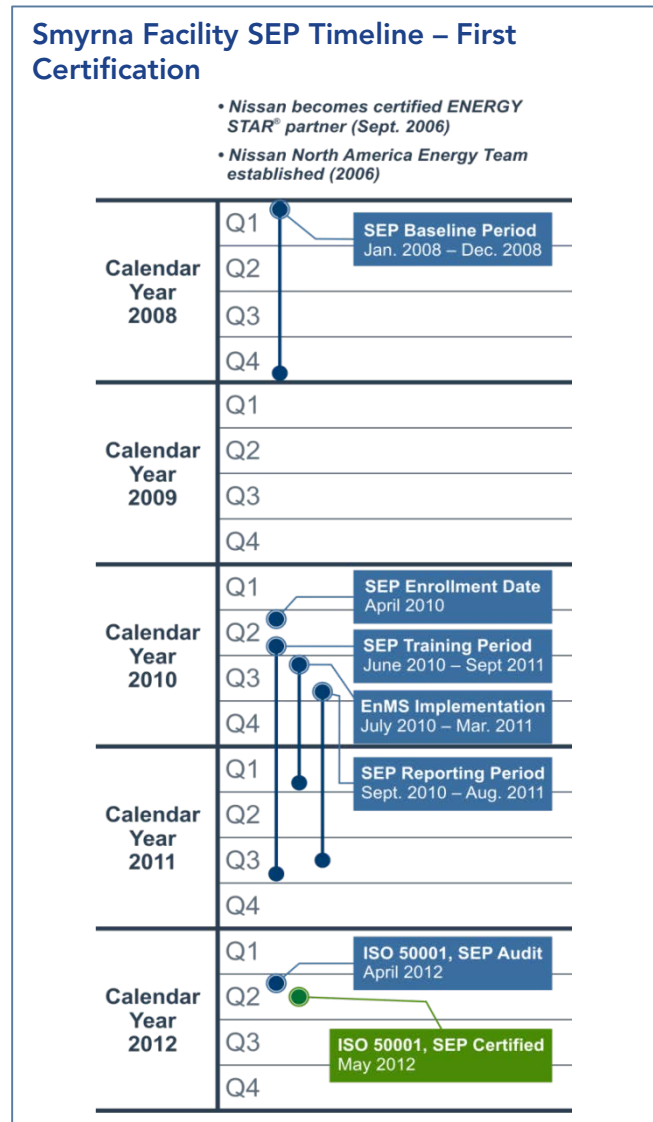 Smyrna Facility SEP Timeline – First
Certification
• Nissan becomes certified ENERGY
STAR® partner (Sept. 2006)
• Nissan North America Energy Team
established (2006)
Calendar
Year
2008
Q1
Q2
Q3
Q4
SEP Baseline Period
Jan. 2008 – Dec. 2008
Calendar
Year
2009
Q1
Q2
Q3
Q4
Calendar
Year
2010
Q1
Q2
Q3
Q4
SEP Enrollment Date
April 2010
SEP Training Period
June 2010 – Sept 2011
EnMS Implementation
July 2010 – Mar. 2011
Calendar
Year
2011
Q1
Q2
Q3
Q4
SEP Reporting Period
Sept. 2010 – Aug. 2011
Calendar
Year
2012
Q1
Q2
Q3
Q4
ISO 50001, SEP Audit
April 2012
ISO 50001, SEP Certified
May 2012